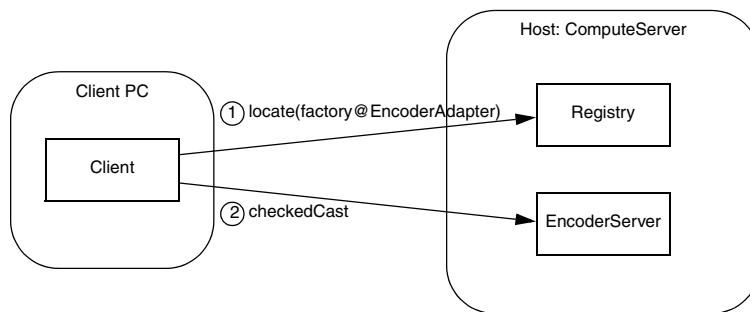 Host: ComputeServer
Client PC
1 locate(factory@EncoderAdapter)
Registry
Client
2 checkedCast
EncoderServer